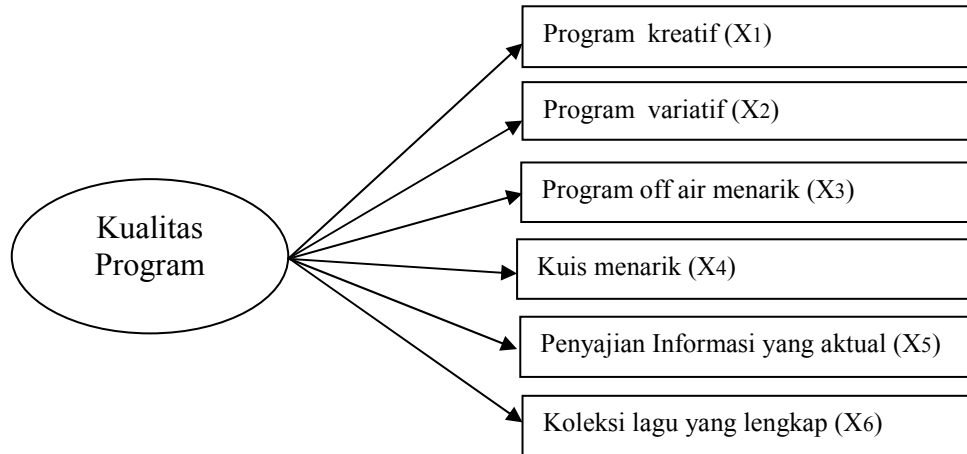 Program kreatif (X1)
Program variatif (X2)
Program off air menarik (X3)
Kualitas
Program
Kuis menarik (X4)
Penyajian Informasi yang aktual (X5)
Koleksi lagu yang lengkap (X6)